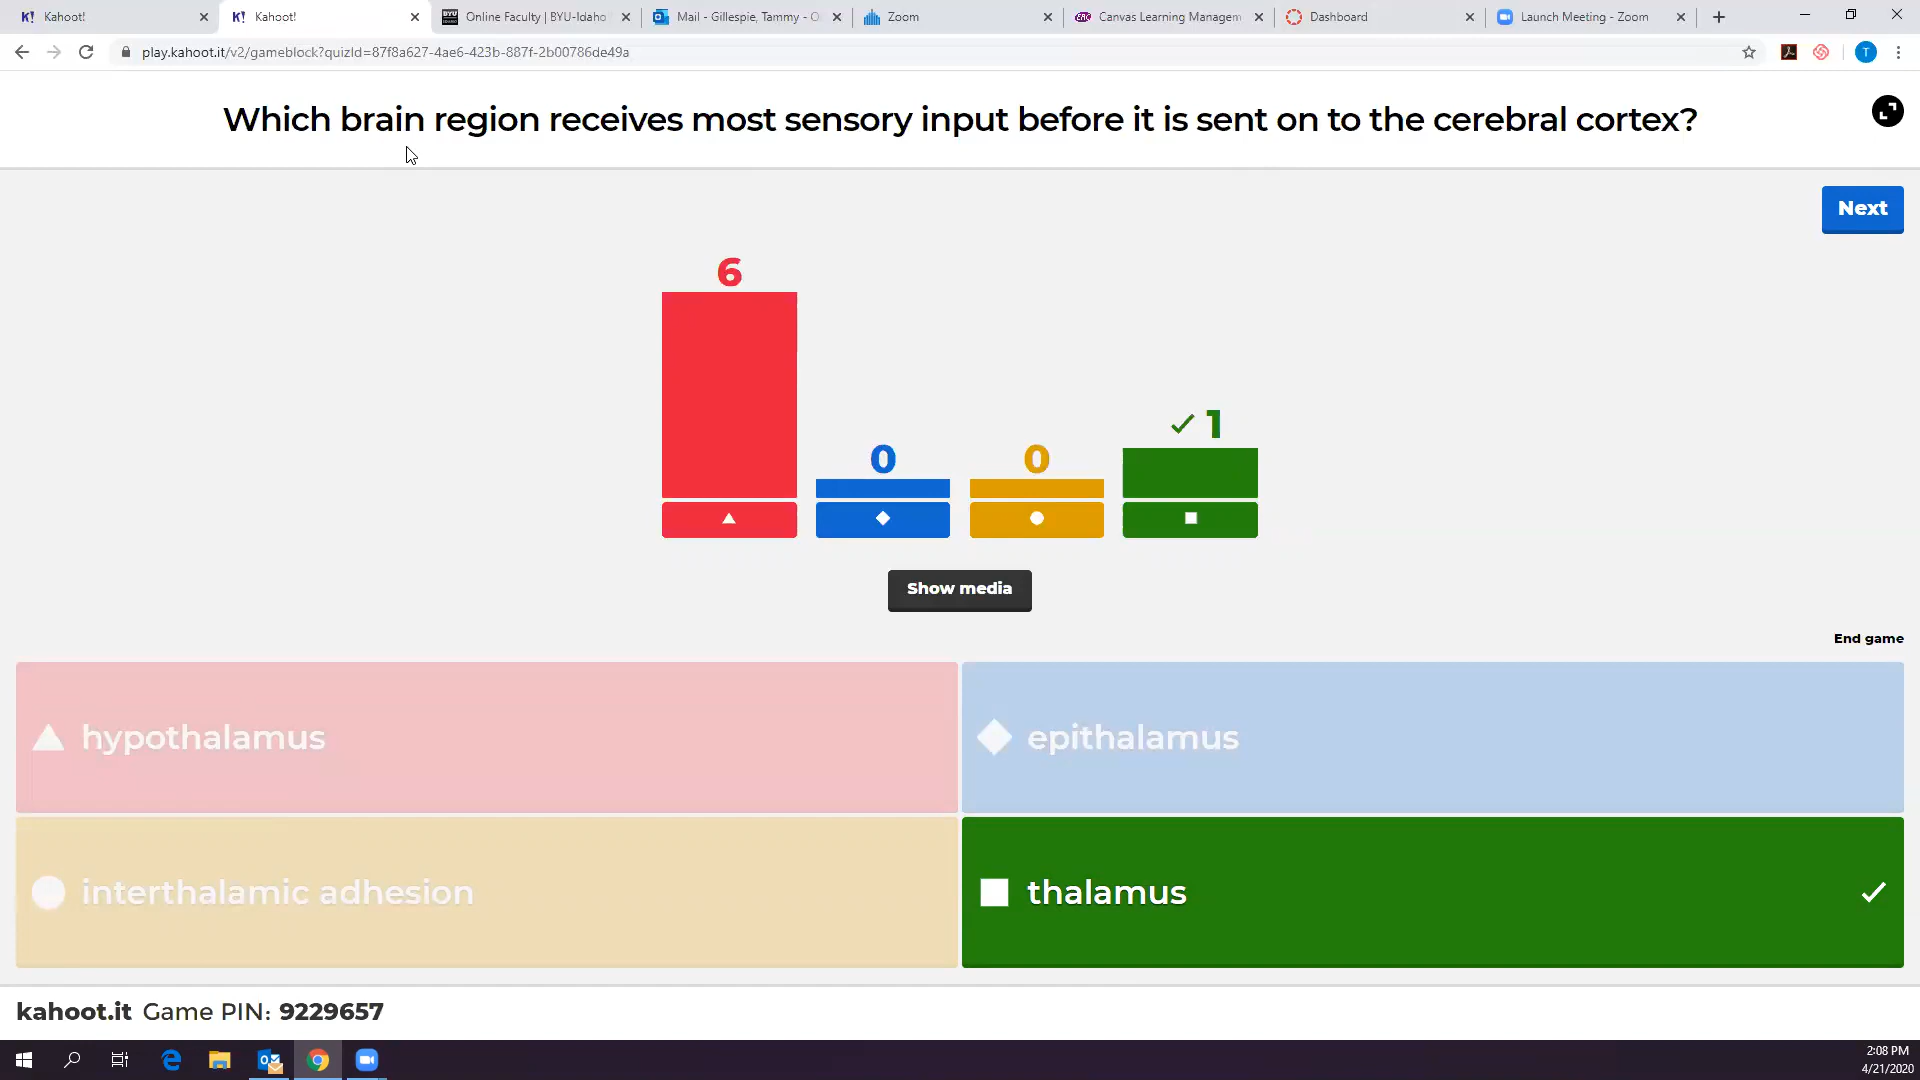 Kahoot!
Kahoot!
Online Faculty | BYU-Idaho
Mail - Gillespie, Tammy - O
Zoom
Canvas Learning Managem
Dashboard
Launch Meeting - Zoom
play.kahoot.it/v2/gameblock?quizId=87f8a627-4ae6-423b-887f-2b00786de49a
T
Which brain region receives most sensory input before it is sent on to the cerebral cortex?
Next
6
0
0
1
Show media
End game
hypothalamus
epithalamus
interthalamic adhesion
thalamus
kahoot.it Game PIN: 9229657
2:08 PM
4/21/2020